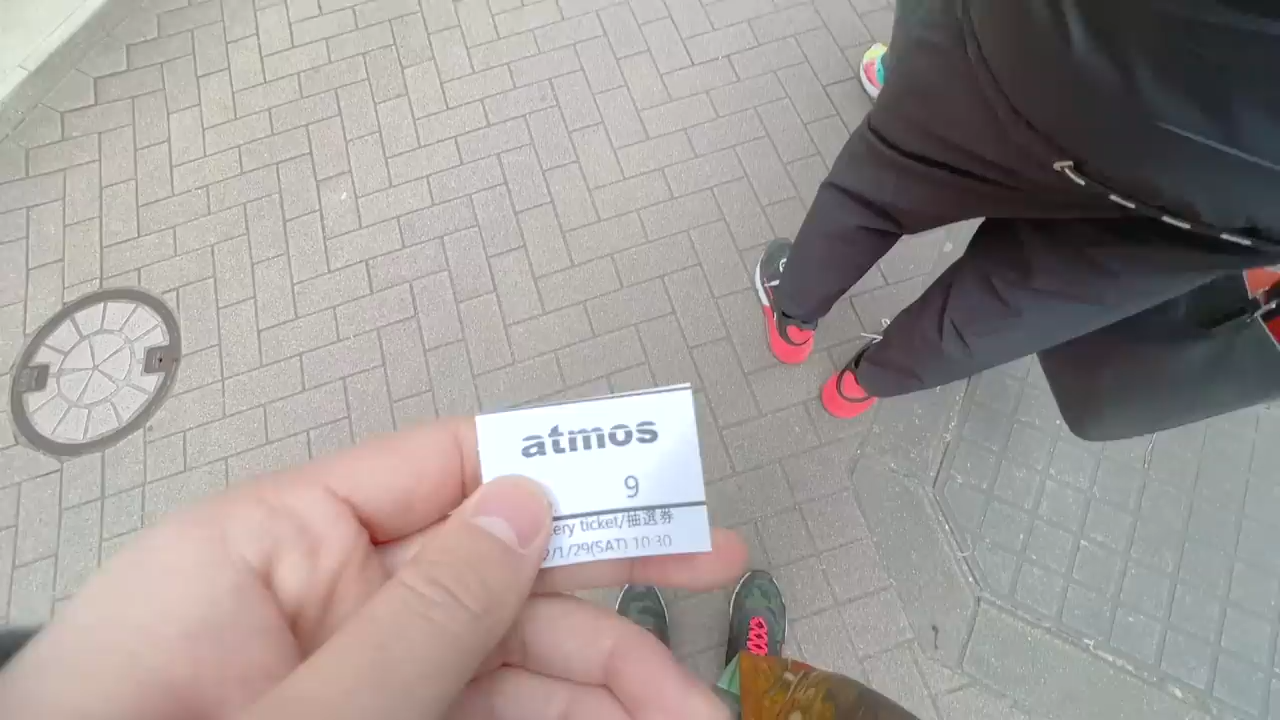 atmos
9
ery ticket/抽選券
2/1/29(SAT) 10:30